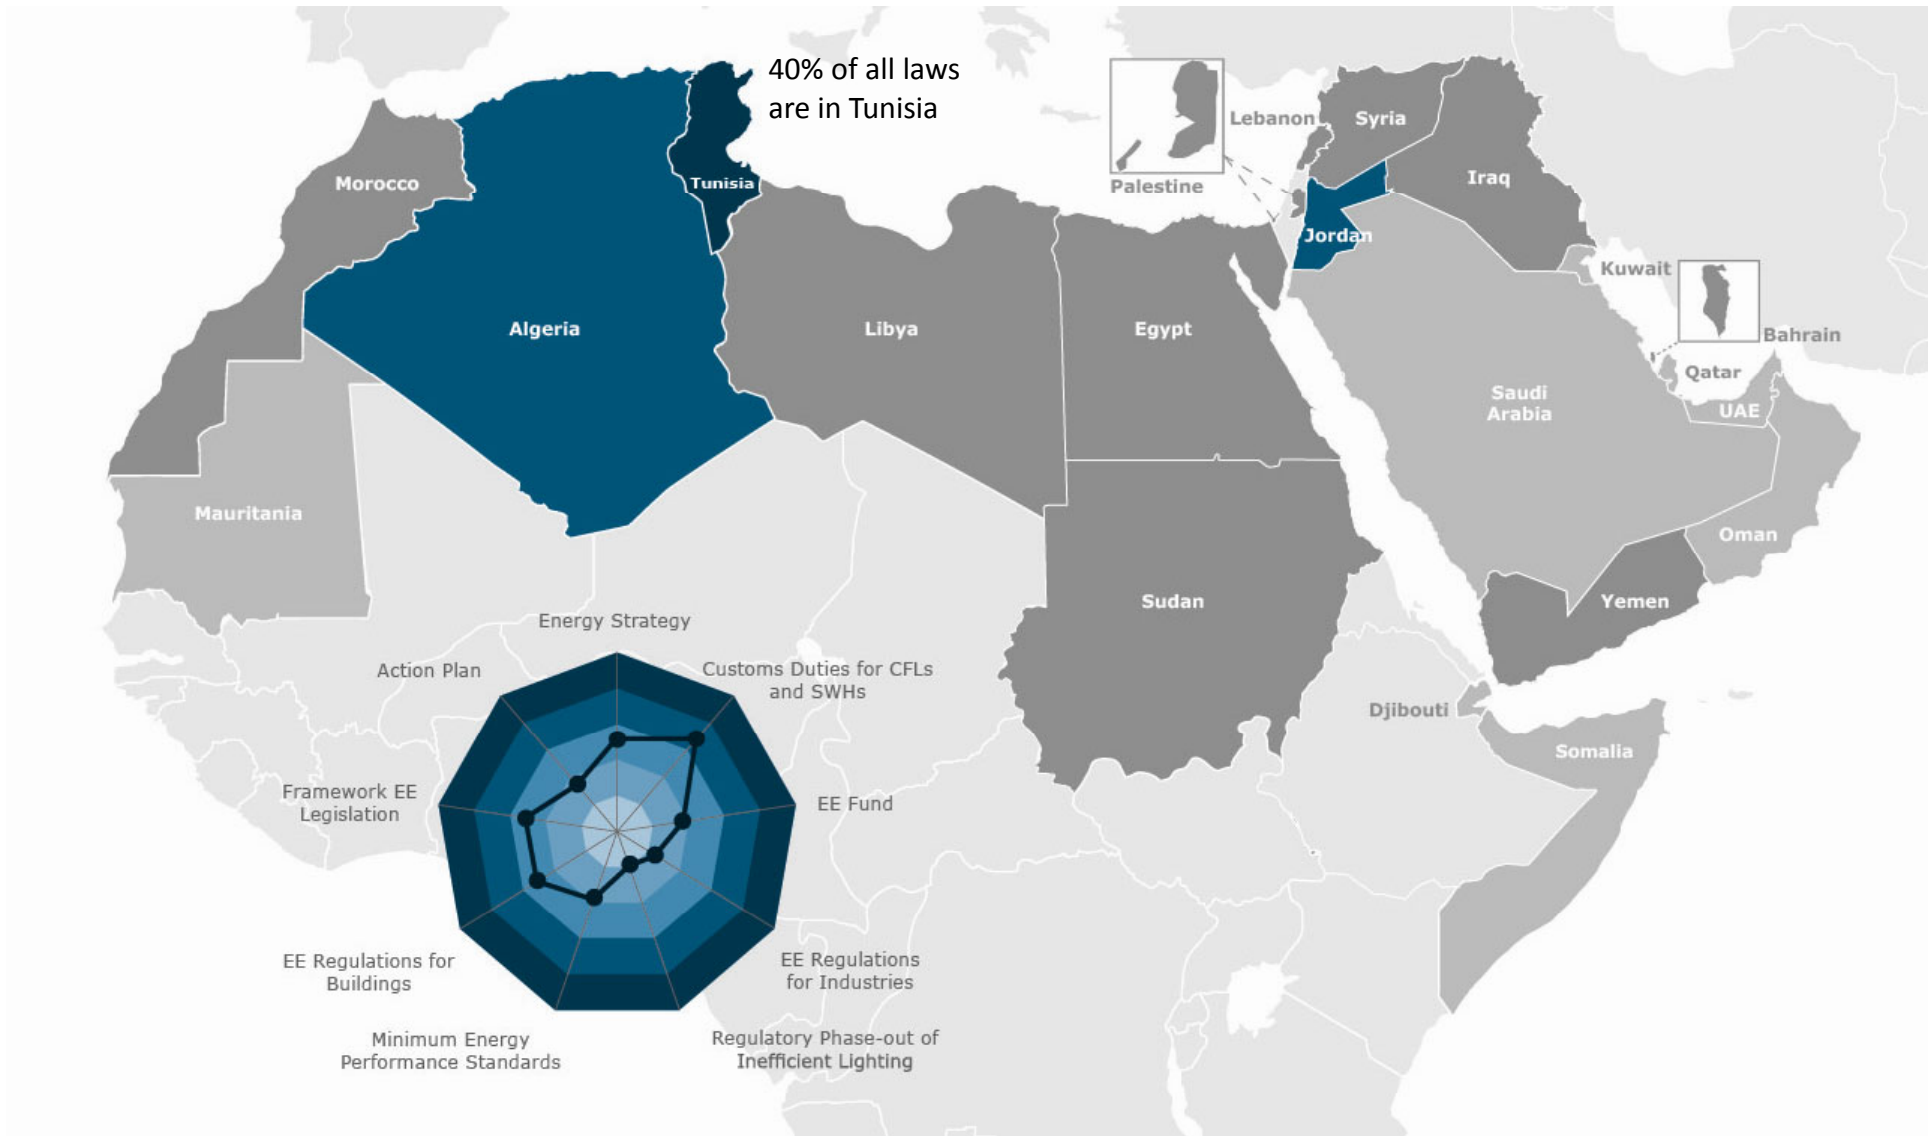 40% of all laws
are in Tunisia
Lebanon
Syria
Morocco
Tunisia
Palestine
Iraq
Jordan
Kuwait
Algeria
Libya
Egypt
Bahrain
Qatar
Saudi
Arabia
UAE
Mauritania
Oman
Sudan
Yemen
Djibouti
Somalia
Energy Strategy
Action Plan
Customs Duties for CFLs
and SWHs
Framework EE
Legislation
EE Fund
EE Regulations for
Buildings
EE Regulations
for Industries
Minimum Energy
Performance Standards
Regulatory Phase-out of
Inefficient Lighting